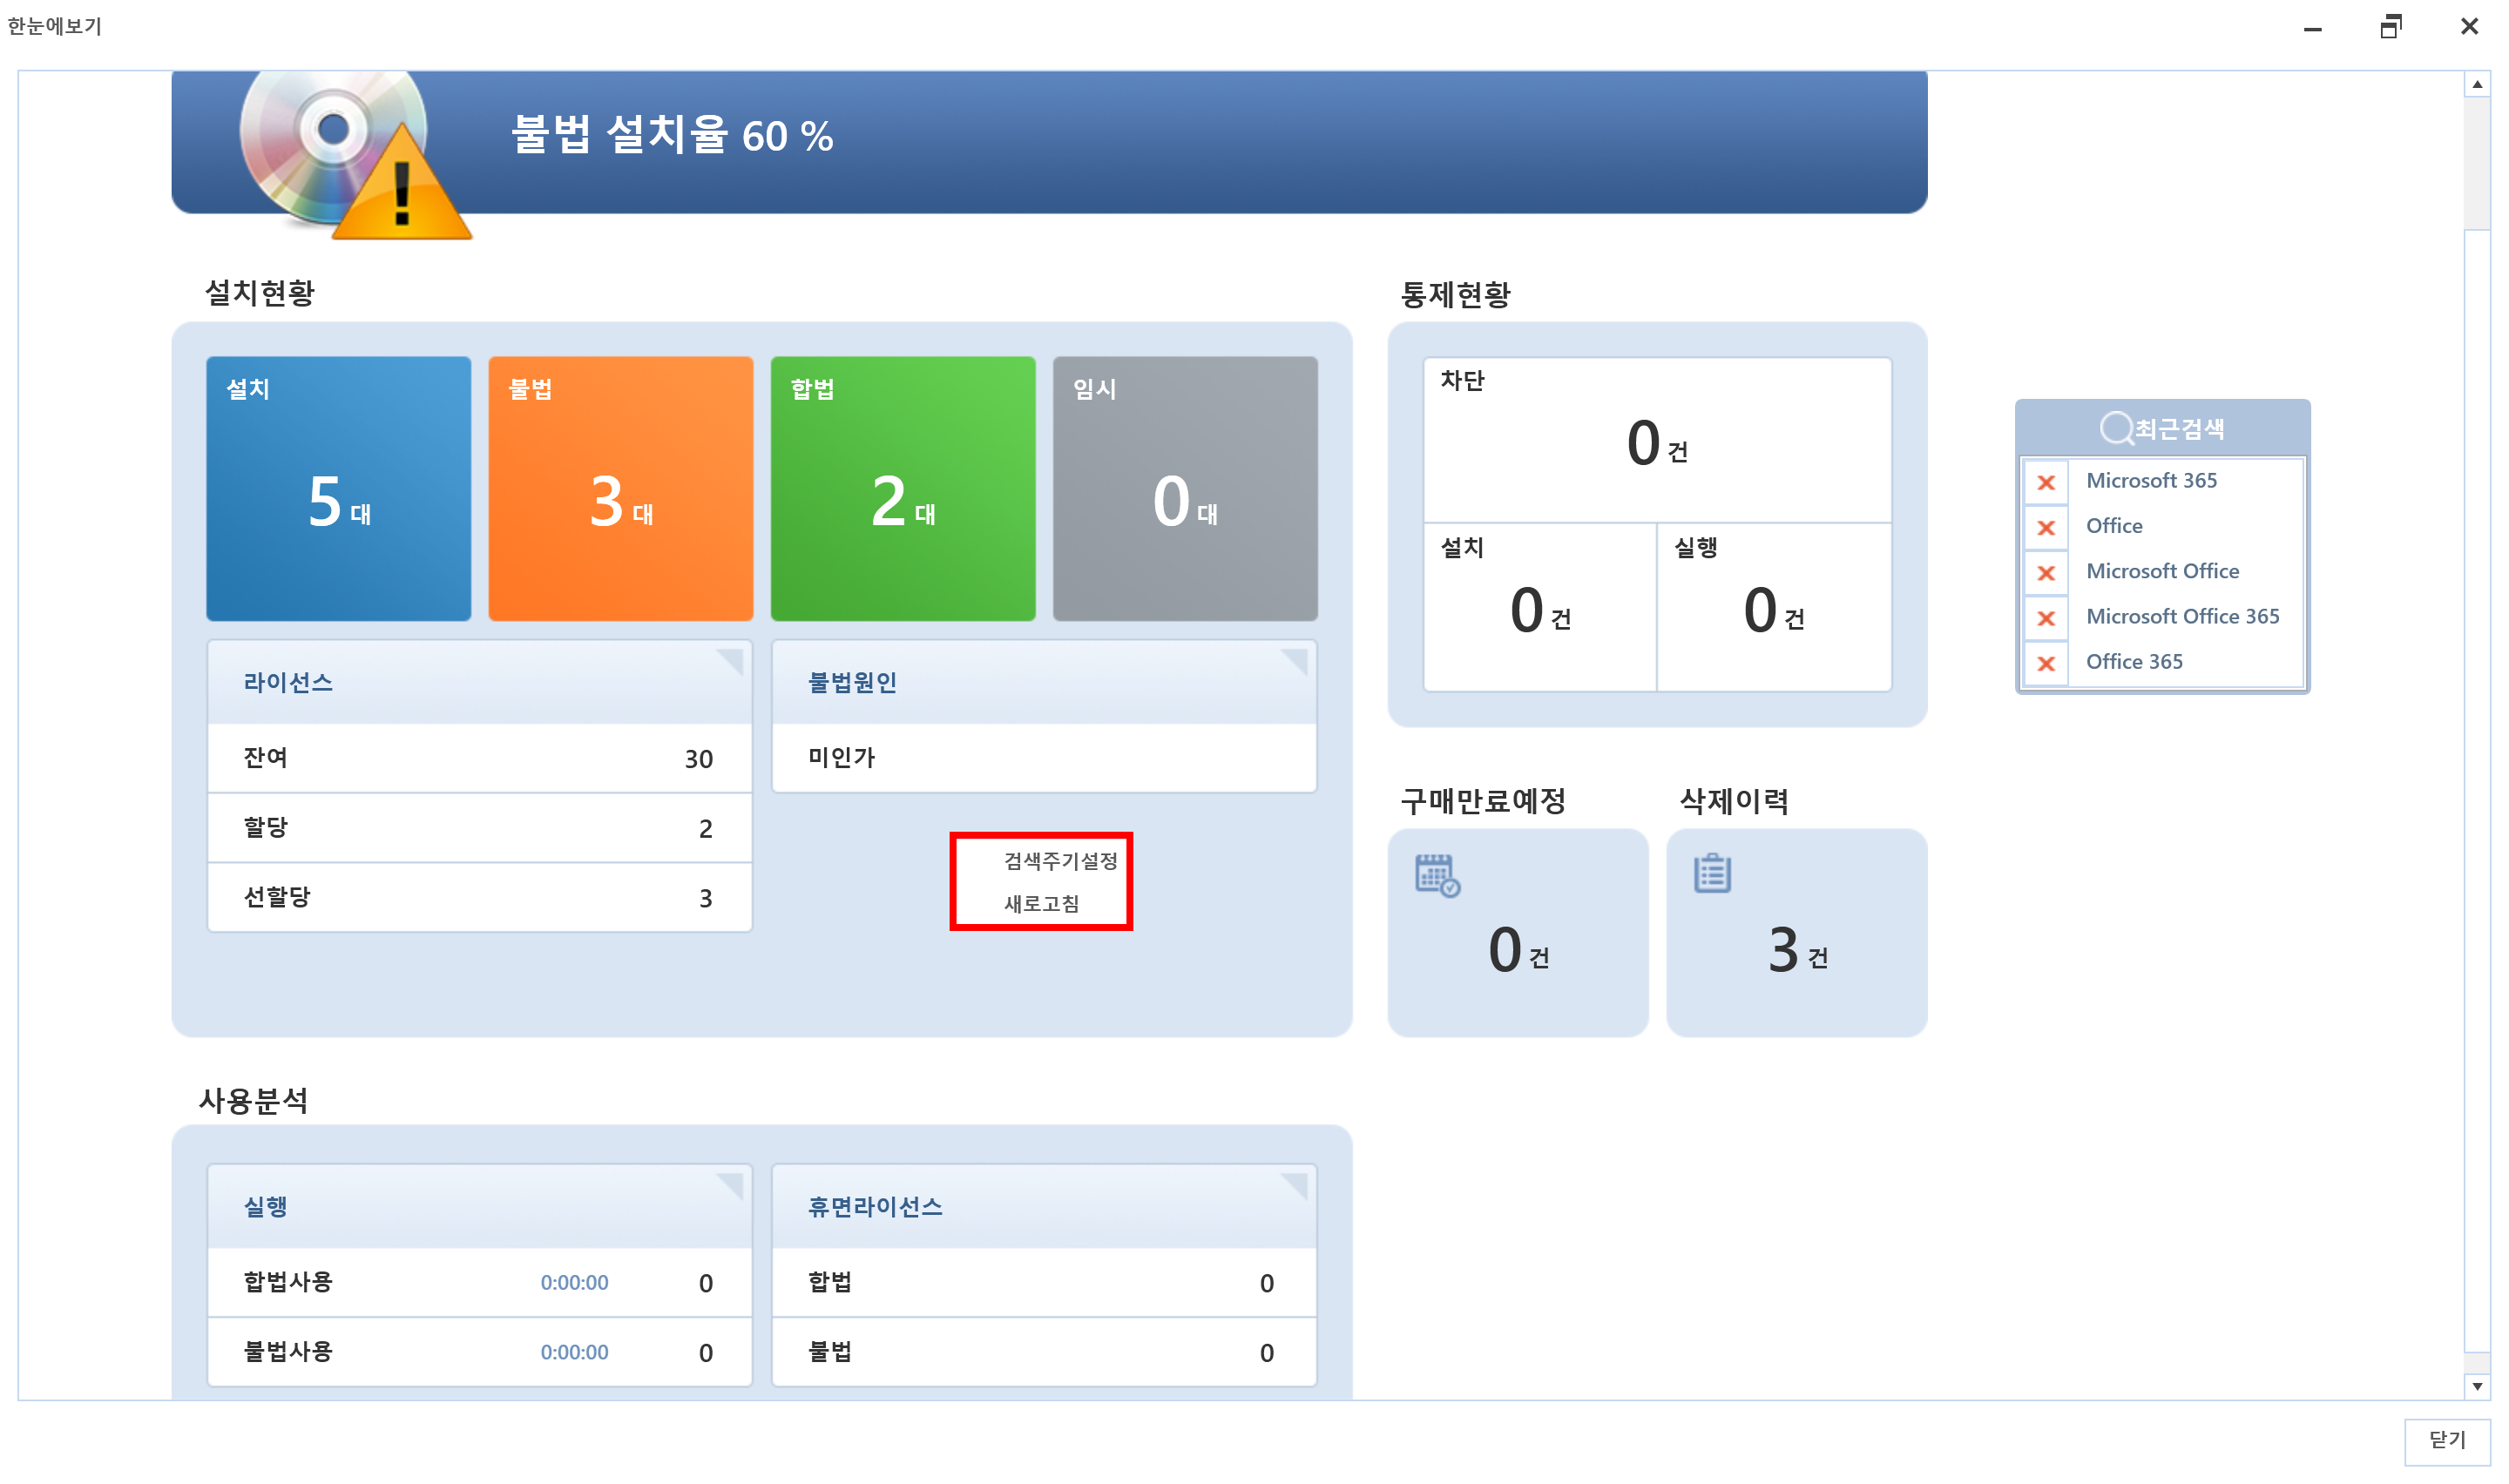 한눈에보기
불법 설치율 60 %
설치현황
설치
5 대
불법
3 대
합법
2 대
임시
0 대
라이선스
잔여 30
할당 2
선할당 3
불법원인
미인가
검색주기설정
새로고침
통제현황
차단
0 건
설치
0 건
실행
0 건
최근검색
Microsoft 365
Office
Microsoft Office
Microsoft Office 365
Office 365
구매만료예정
0 건
삭제이력
3 건
사용분석
실행
합법사용 0:00:00 0
불법사용 0:00:00 0
휴면라이선스
합법 0
불법 0
닫기